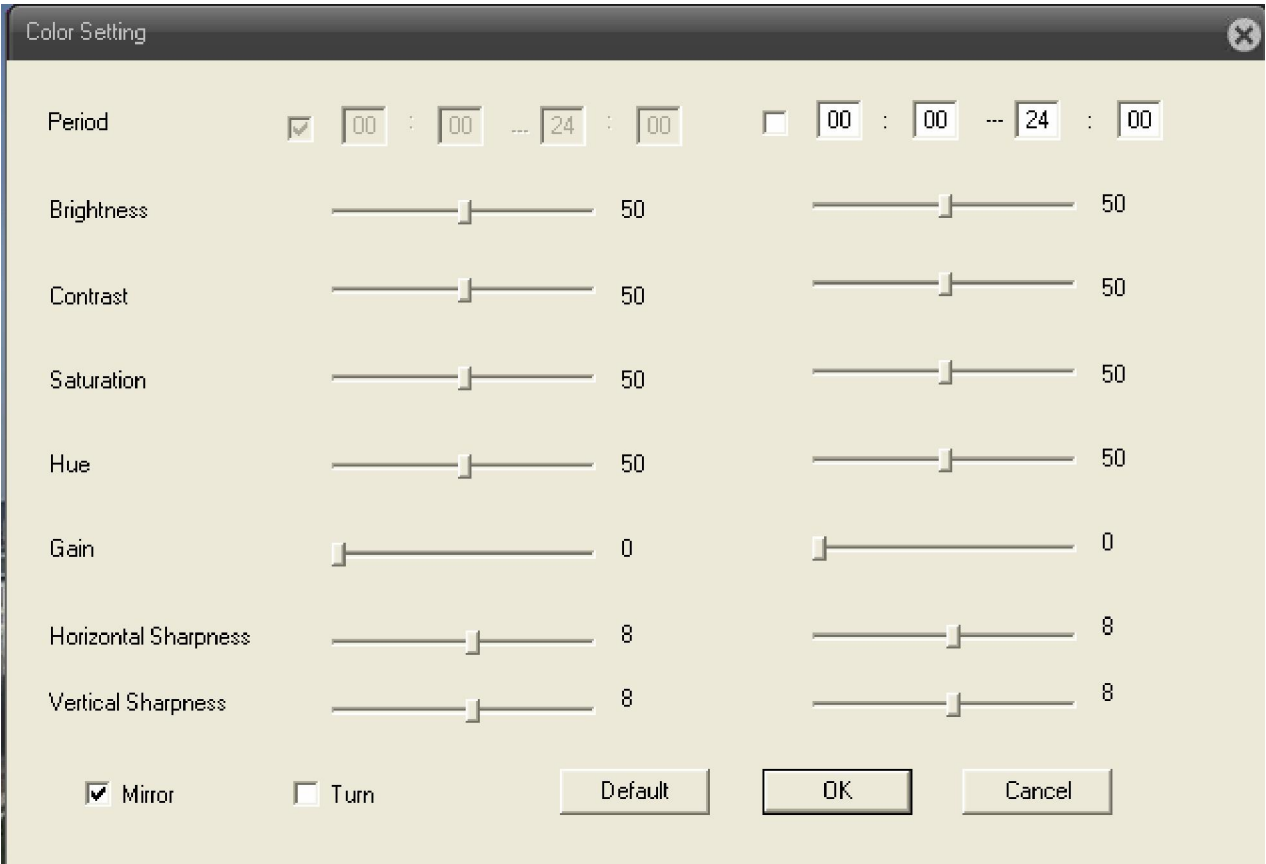 Color Setting
Period 00 : 00 ... 24 : 00 00 : 00 --- 24 : 00
Brightness 50 50
Contrast 50 50
Saturation 50 50
Hue 50 50
Gain 0 0
Horizontal Sharpness 8 8
Vertical Sharpness 8 8
Mirror Turn Default OK Cancel